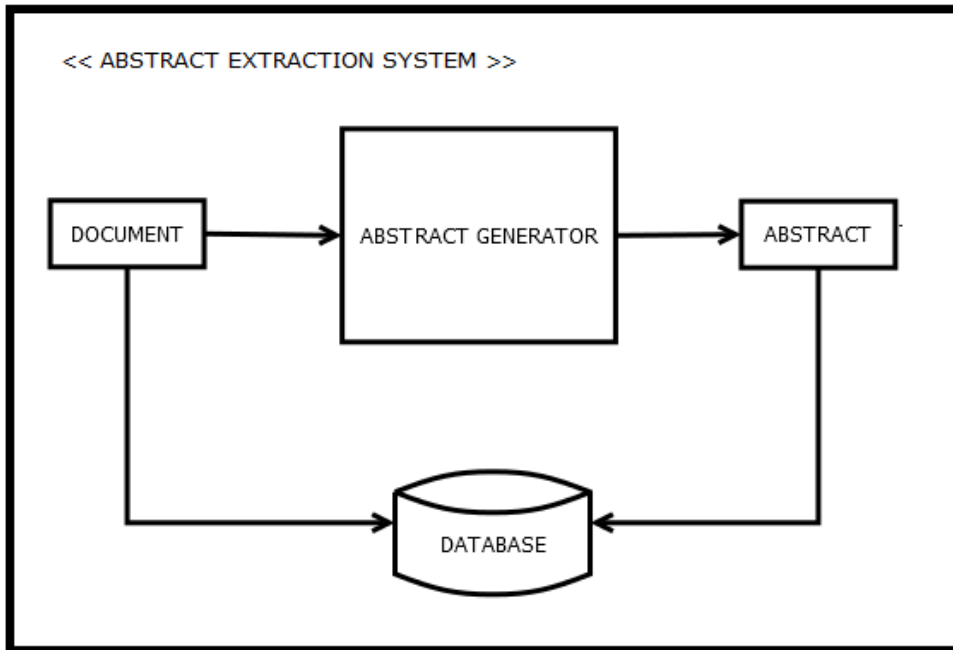 << ABSTRACT EXTRACTION SYSTEM >>
DOCUMENT
ABSTRACT GENERATOR
ABSTRACT
DATABASE